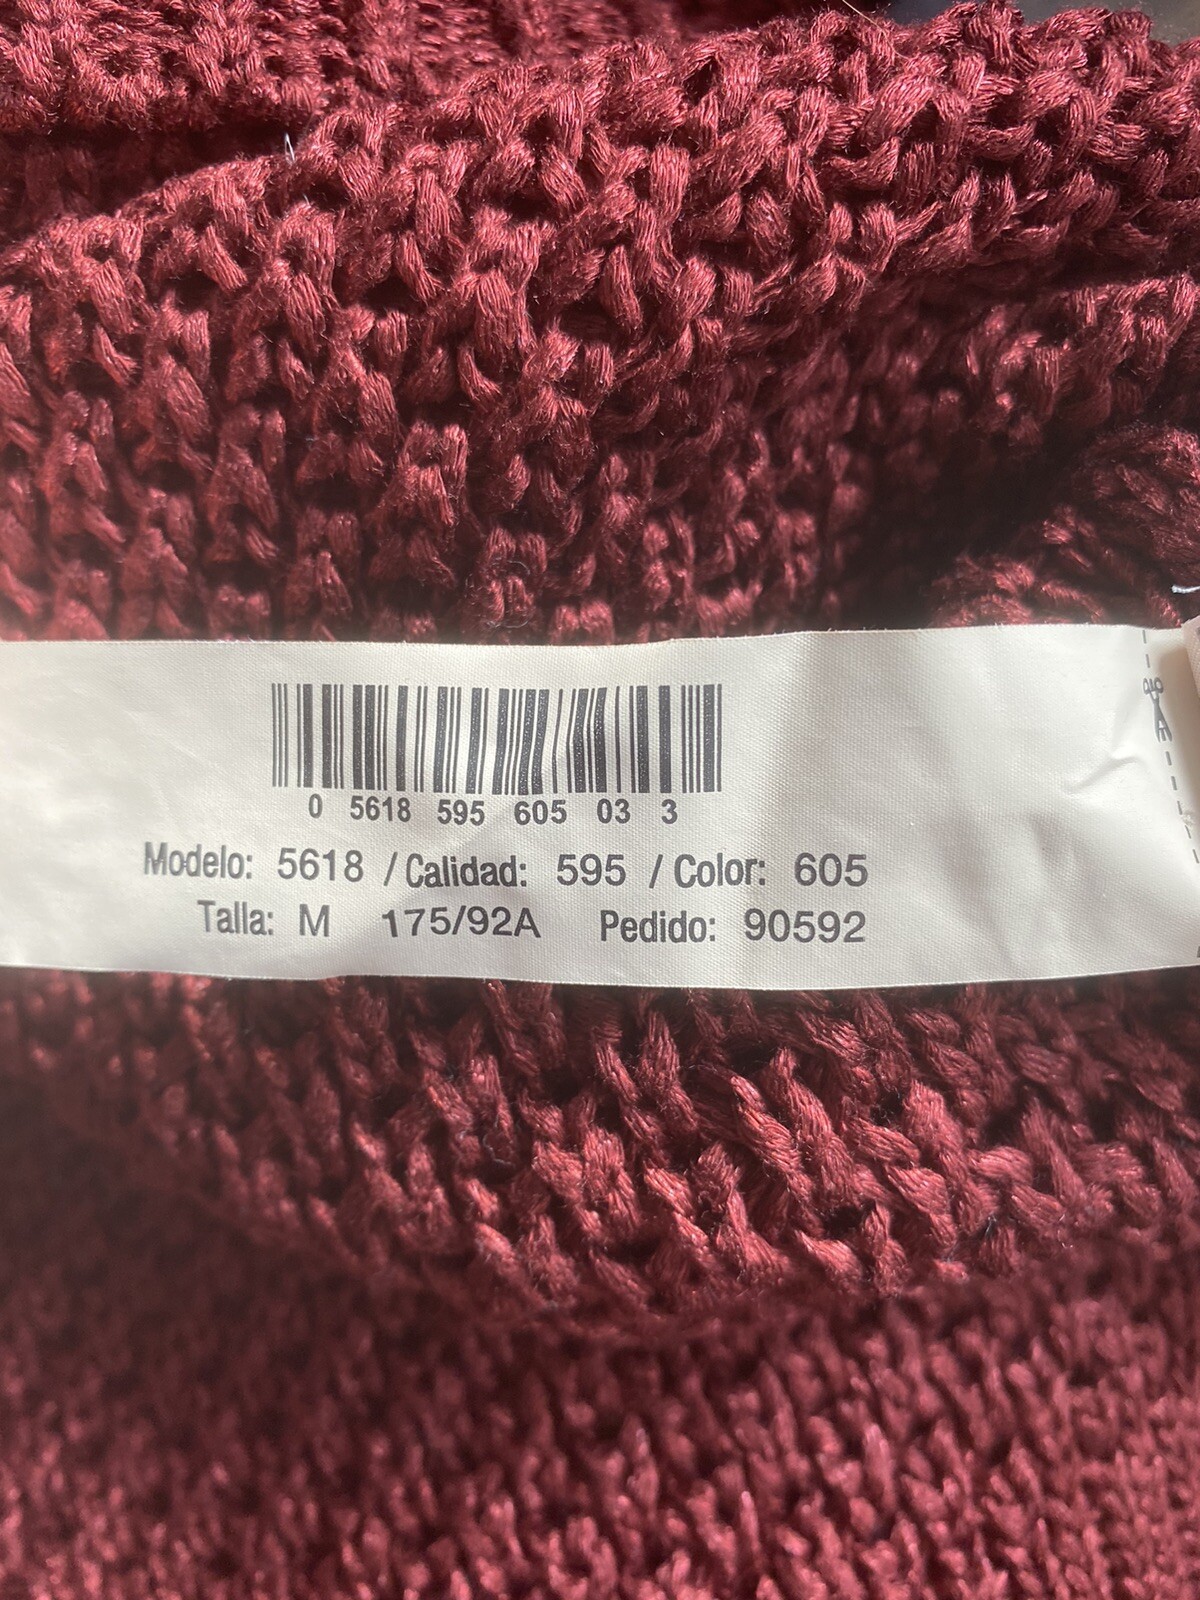 0 5618 595 605 03 3
Modelo: 5618 / Calidad: 595 / Color: 605
Talla: M 175/92A Pedido: 90592